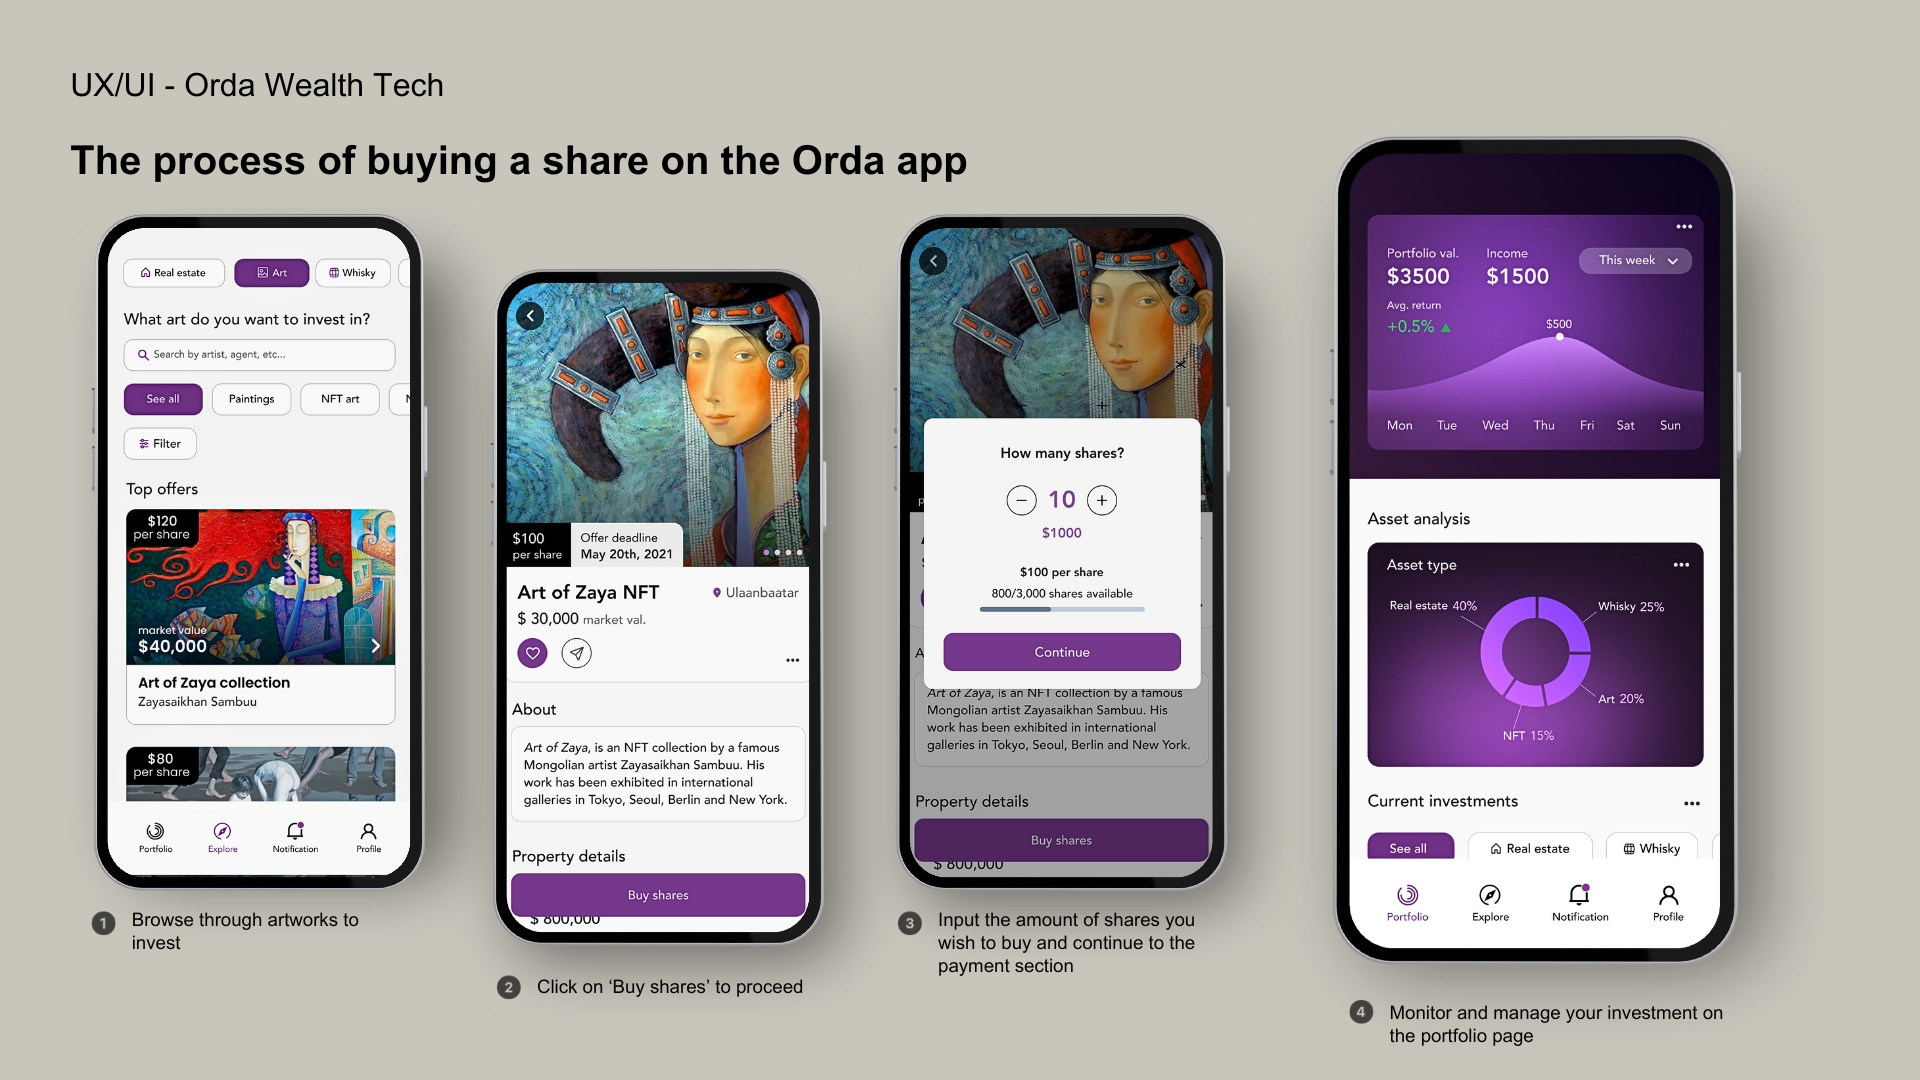 UX/UI - Orda Wealth Tech
The process of buying a share on the Orda app
Real estate
Art
Whisky
What art do you want to invest in?
Search by artist, agent, etc...
See all
Paintings
NFT art
Filter
Top offers
$120
per share
market value
$40,000
Art of Zaya collection
Zayasaikhan Sambuu
$80
per share
Portfolio
Explore
Notification
Profile
1
Browse through artworks to
invest
$100
per share
Offer deadline
May 20th, 2021
Art of Zaya NFT
Ulaanbaatar
$ 30,000 market val.
About
Art of Zaya, is an NFT collection by a famous
Mongolian artist Zayasaikhan Sambuu. His
work has been exhibited in international
galleries in Tokyo, Seoul, Berlin and New York.
Property details
Buy shares
$ 800,000
2
Click on ‘Buy shares’ to proceed
How many shares?
10
$1000
$100 per share
800/3,000 shares available
Continue
Art of Zaya, is an NFT collection by a famous
Mongolian artist Zayasaikhan Sambuu. His
work has been exhibited in international
galleries in Tokyo, Seoul, Berlin and New York.
Property details
Buy shares
$ 800,000
3
Input the amount of shares you
wish to buy and continue to the
payment section
Portfolio val.
$3500
Income
$1500
This week
Avg. return
+0.5%
$500
Mon Tue Wed Thu Fri Sat Sun
Asset analysis
Asset type
Real estate 40%
Whisky 25%
Art 20%
NFT 15%
Current investments
See all
Real estate
Whisky
Portfolio
Explore
Notification
Profile
4
Monitor and manage your investment on
the portfolio page